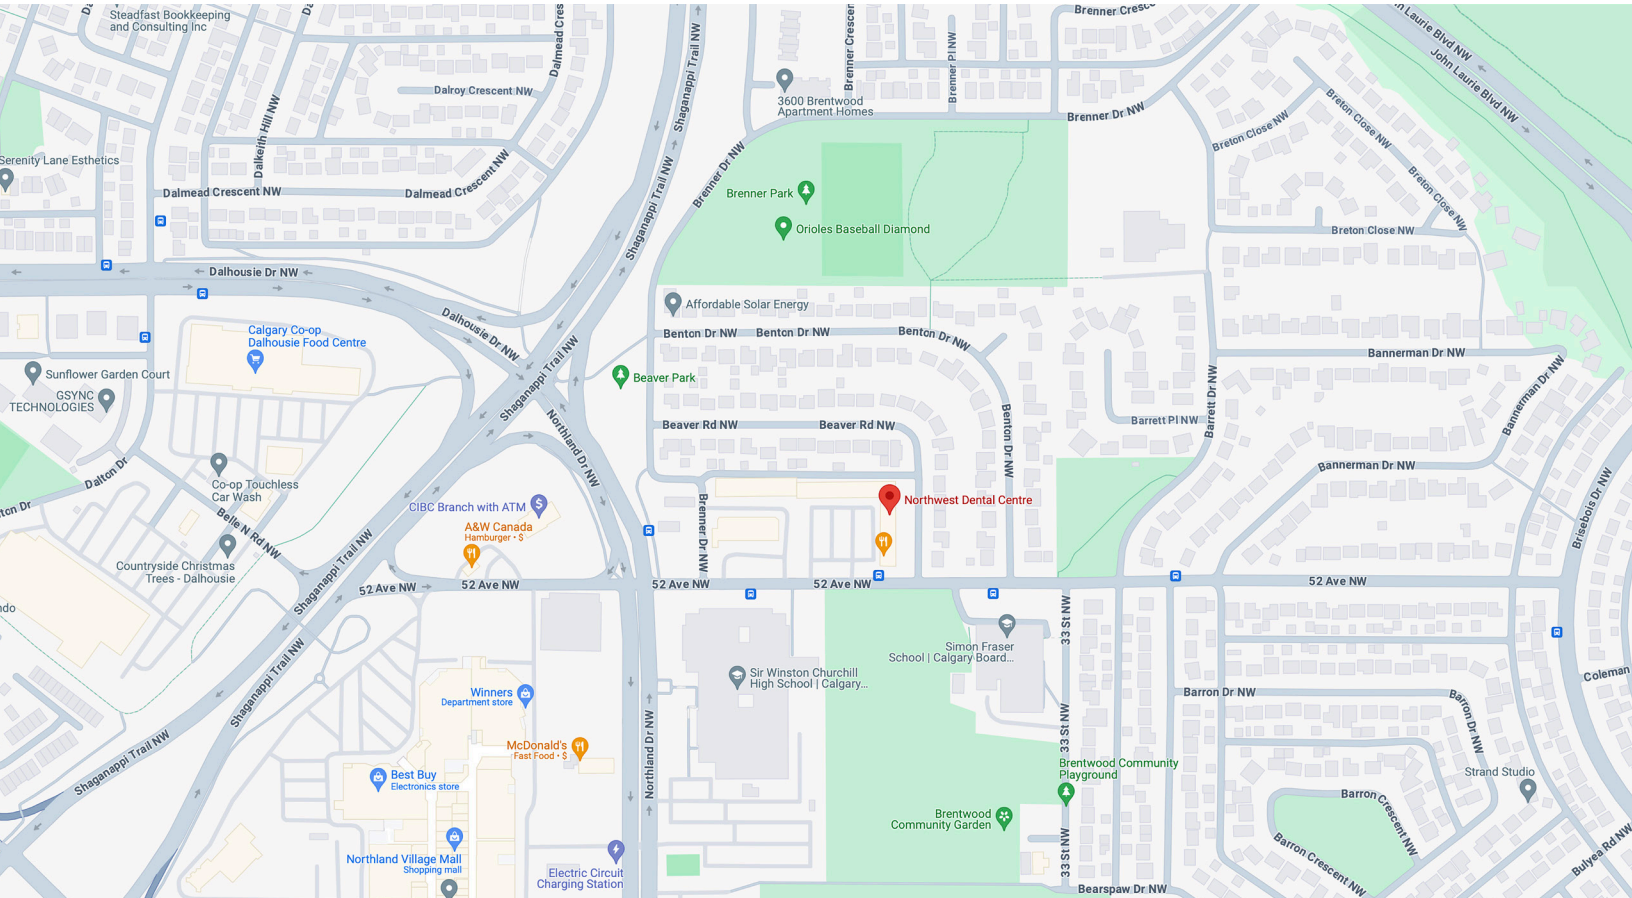 Steadfast Bookkeeping
and Consulting Inc
Dalmead Cres
Dalroy Crescent NW
Dalkeith Hill NW
Serenity Lane Esthetics
Dalmead Crescent NW
Dalmead Crescent NW
Shaganappi Trail NW
Shaganappi Trail NW
Brenner Crescen
Brenner Pl NW
Brenner Cresc
3600 Brentwood
Apartment Homes
Brenner Dr NW
Brenner Dr NW
n Laurie Blvd NW
John Laurie Blvd NW
Breton Close NW
Breton Close NW
Breton Close NW
Breton Close NW
Brenner Park
Orioles Baseball Diamond
Dalhousie Dr NW
Dalhousie Dr NW
Affordable Solar Energy
Benton Dr NW
Benton Dr NW
Benton Dr NW
Benton Dr NW
Calgary Co-op
Dalhousie Food Centre
Sunflower Garden Court
GSYNC
TECHNOLOGIES
Shaganappi Trail NW
Beaver Park
Bannerman Dr NW
Bannerman Dr NW
Bannerman Dr NW
Barrett Dr NW
Barrett Pl NW
Beaver Rd NW
Beaver Rd NW
Northland Dr NW
Dalton Dr
ton Dr
Co-op Touchless
Car Wash
Belle N Rd NW
Countryside Christmas
Trees - Dalhousie
CIBC Branch with ATM
A&W Canada
Hamburger • $
Northwest Dental Centre
Brenner Dr NW
Brisebois Dr NW
Shaganappi Trail NW
52 Ave NW
52 Ave NW
52 Ave NW
52 Ave NW
52 Ave NW
ndo
Shaganappi Trail NW
Shaganappi Trail NW
33 St NW
33 St NW
33 St NW
Simon Fraser
School | Calgary Board...
Sir Winston Churchill
High School | Calgary...
Winners
Department store
McDonald's
Fast Food • $
Best Buy
Electronics store
Northland Dr NW
Northland Village Mall
Shopping mall
Electric Circuit
Charging Station
Brentwood Community
Playground
Brentwood
Community Garden
Bearspaw Dr NW
Barron Dr NW
Barron Dr NW
Coleman
Strand Studio
Barron Crescent NW
Barron Crescent NW
Bulyea Rd NW